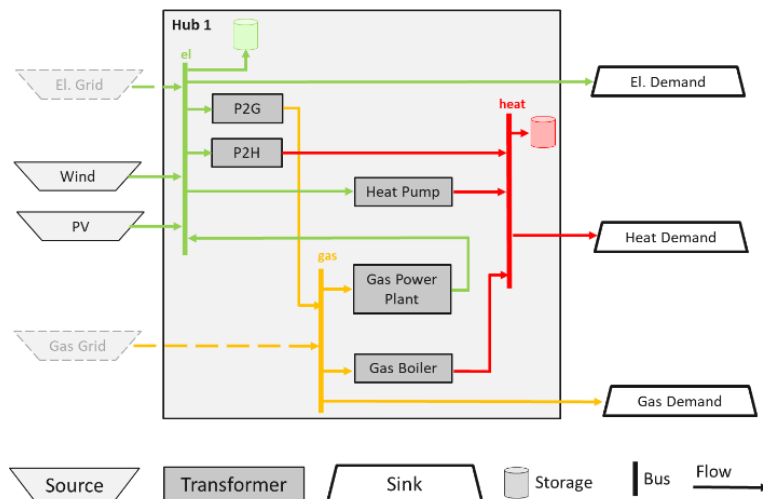 Hub 1
el
El. Grid
El. Demand
P2G
heat
P2H
Wind
Heat Pump
PV
Heat Demand
gas
Gas Power
Plant
Gas Grid
Gas Boiler
Gas Demand
Source
Transformer
Sink
Storage
Bus
Flow